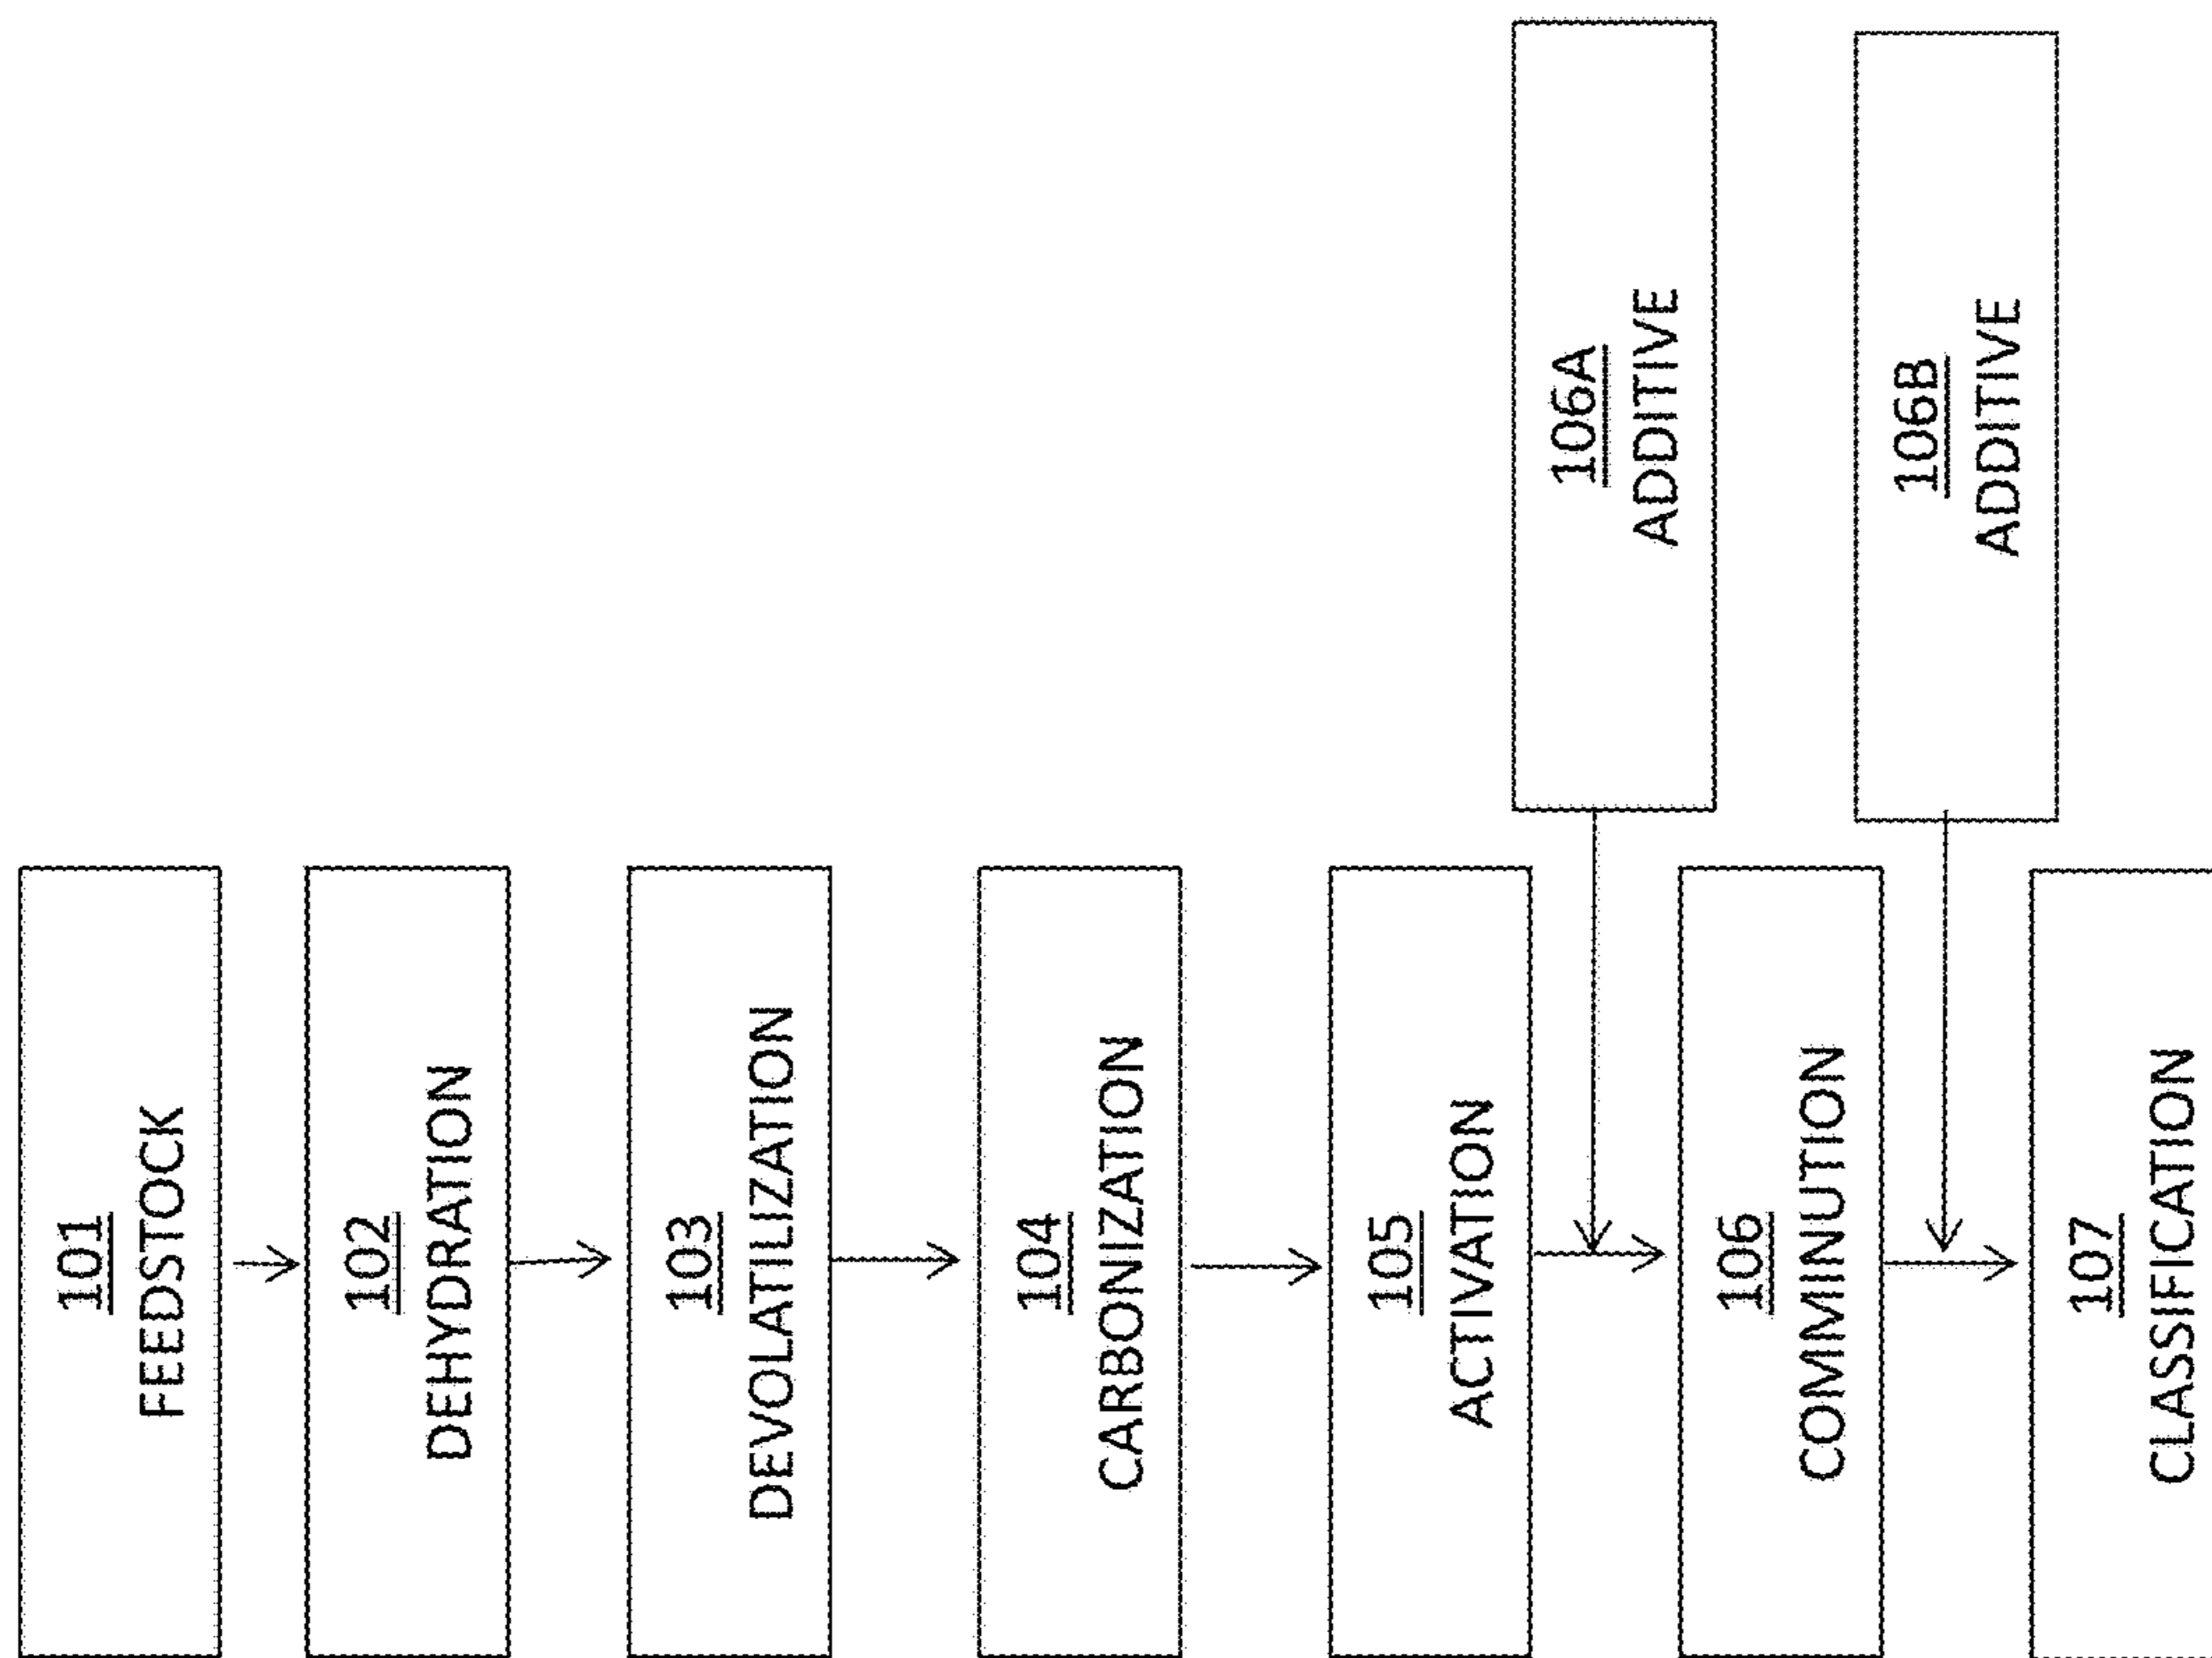 101
FEEDSTOCK
102
DEHYDRATION
103
DEVOLATILIZATION
104
CARBONIZATION
105
ACTIVATION
106A
ADDITIVE
106
COMMINUTION
106B
ADDITIVE
107
CLASSIFICATION